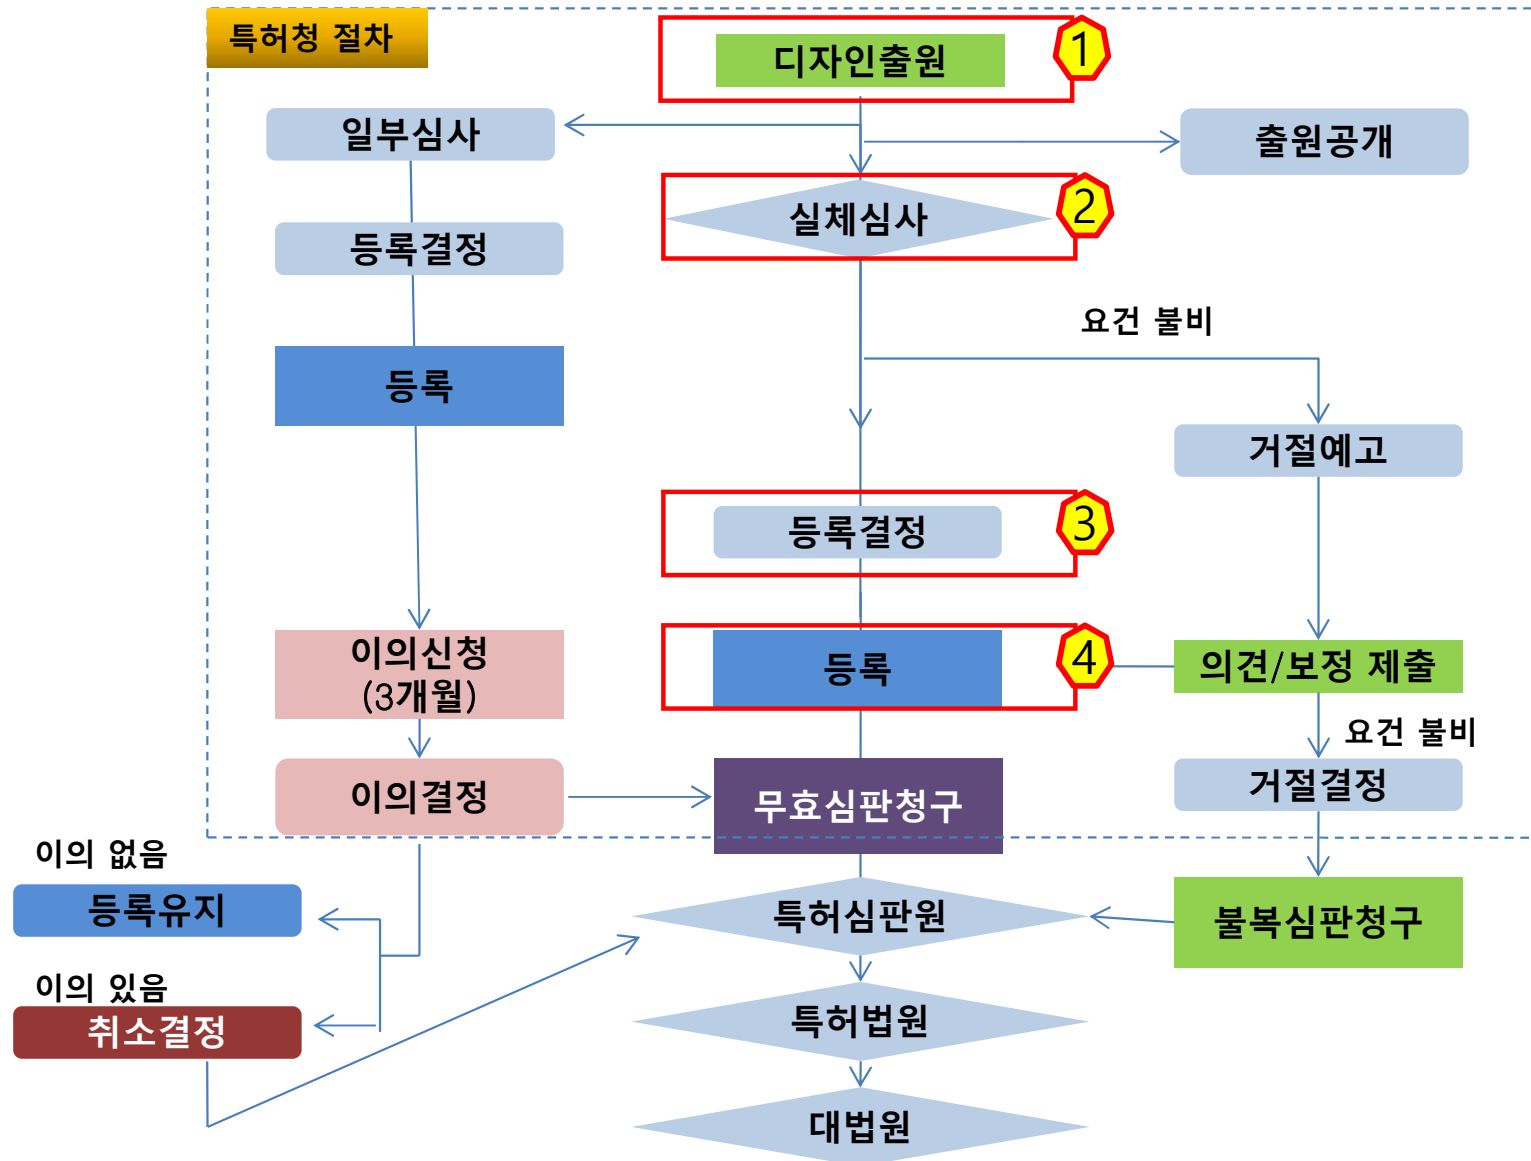 특허청 절차
디자인출원
1
일부심사
출원공개
실체심사
2
등록결정
요건 불비
등록
거절예고
등록결정
3
이의신청
(3개월)
등록
4
의견/보정 제출
요건 불비
이의결정
무효심판청구
거절결정
이의 없음
등록유지
특허심판원
불복심판청구
이의 있음
취소결정
특허법원
대법원